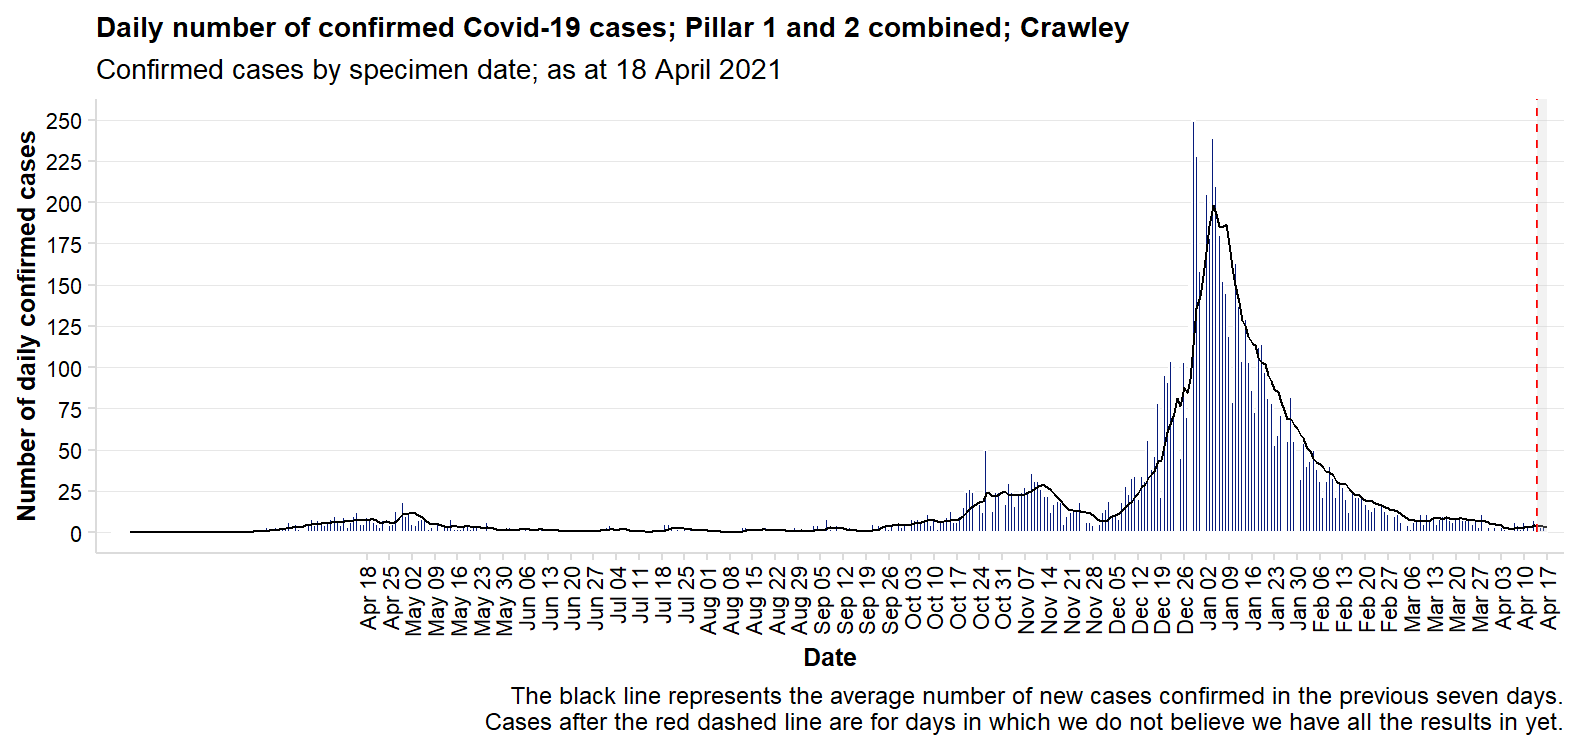 Daily number of confirmed Covid-19 cases; Pillar 1 and 2 combined; Crawley
Confirmed cases by specimen date; as at 18 April 2021
Number of daily confirmed cases
250
225
200
175
150
125
100
75
50
25
0
Apr 18
Apr 25
May 02
May 09
May 16
May 23
May 30
Jun 06
Jun 13
Jun 20
Jun 27
Jul 04
Jul 11
Jul 18
Jul 25
Aug 01
Aug 08
Aug 15
Aug 22
Aug 29
Sep 05
Sep 12
Sep 19
Sep 26
Oct 03
Oct 10
Oct 17
Oct 24
Oct 31
Nov 07
Nov 14
Nov 21
Nov 28
Dec 05
Dec 12
Dec 19
Dec 26
Jan 02
Jan 09
Jan 16
Jan 23
Jan 30
Feb 06
Feb 13
Feb 20
Feb 27
Mar 06
Mar 13
Mar 20
Mar 27
Apr 03
Apr 10
Apr 17
Date
The black line represents the average number of new cases confirmed in the previous seven days.
Cases after the red dashed line are for days in which we do not believe we have all the results in yet.